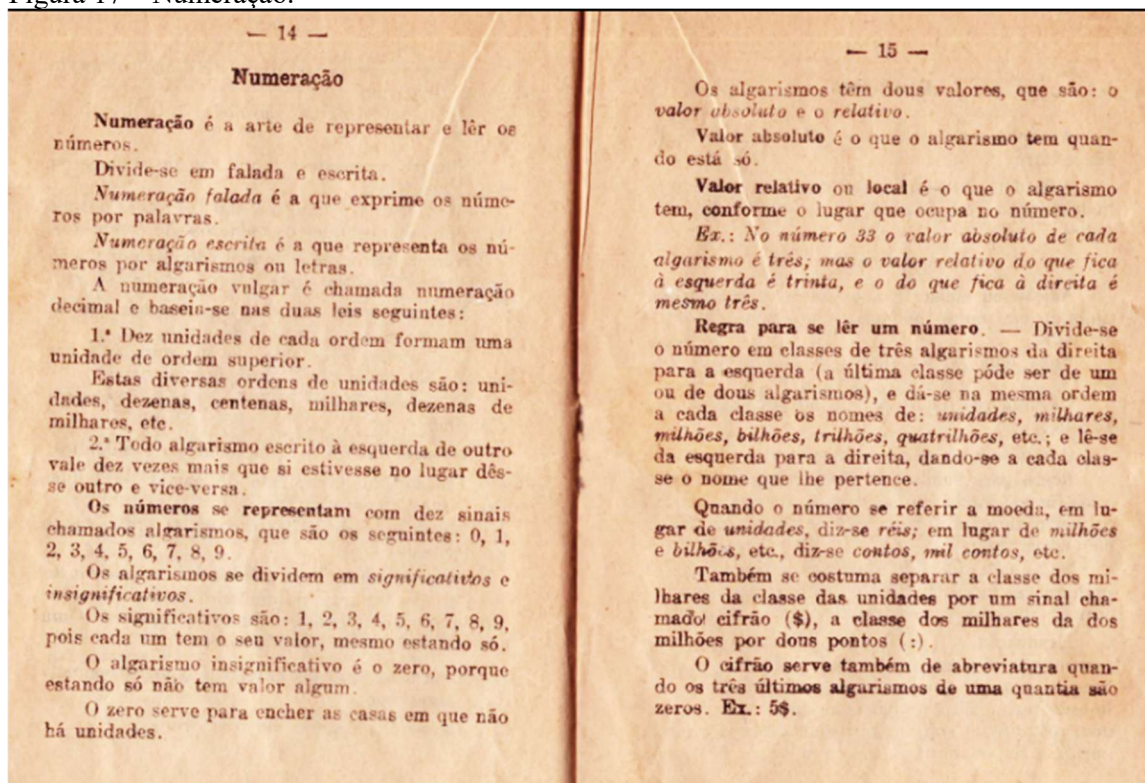 Figura 17 – Numeração.
— 14 —
Numeração
Numeração é a arte de representar e lêr os
números.
Divide-se em falada e escrita.
Numeração falada é a que exprime os núme-
ros por palavras.
Numeração escrita é a que representa os nú-
meros por algarismos ou letras.
A numeração vulgar é chamada numeração
decimal e baseia-se nas duas leis seguintes:
1.ª Dez unidades de cada ordem formam uma
unidade de ordem superior.
Estas diversas ordens de unidades são: uni-
dades, dezenas, centenas, milhares, dezenas de
milhares, etc.
2.ª Todo algarismo escrito à esquerda de outro
vale dez vezes mais que si estivesse no lugar dês-
se outro e vice-versa.
Os números se representam com dez sinais
chamados algarismos, que são os seguintes: 0, 1,
2, 3, 4, 5, 6, 7, 8, 9.
Os algarismos se dividem em significativos e
insignificativos.
Os significativos são: 1, 2, 3, 4, 5, 6, 7, 8, 9,
pois cada um tem o seu valor, mesmo estando só.
O algarismo insignificativo é o zero, porque
estando só não tem valor algum.
O zero serve para encher as casas em que não
há unidades.
— 15 —
Os algarismos têm dous valores, que são: o
valor absoluto e o relativo.
Valor absoluto é o que o algarismo tem quan-
do está só.
Valor relativo ou local é o que o algarismo
tem, conforme o lugar que ocupa no número.
Ex.: No número 33 o valor absoluto de cada
algarismo é três; mas o valor relativo do que fica
à esquerda é trinta, e o do que fica à direita é
mesmo três.
Regra para se lêr um número. — Divide-se
o número em classes de três algarismos da direita
para a esquerda (a última classe póde ser de um
ou de dous algarismos), e dá-se na mesma ordem
a cada classe os nomes de: unidades, milhares,
milhões, bilhões, trilhões, quatrilhões, etc.; e lê-se
da esquerda para a direita, dando-se a cada clas-
se o nome que lhe pertence.
Quando o número se referir a moeda, em lu-
gar de unidades, diz-se réis; em lugar de milhões
e bilhões, etc., diz-se contos, mil contos, etc.
Também se costuma separar a classe dos mi-
lhares da classe das unidades por um sinal cha-
mado cifrão ($), a classe dos milhares da dos
milhões por dous pontos (:).
O cifrão serve também de abreviatura quan-
do os três últimos algarismos de uma quantia são
zeros. Ex.: 5$.